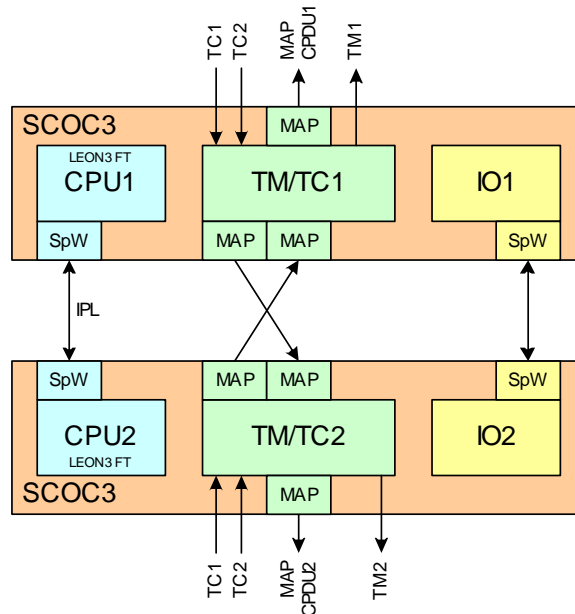 TC1
TC2
MAP
CPDU1
TM1
SCOC3
MAP
LEON3 FT
CPU1
TM/TC1
IO1
SpW
MAP
MAP
SpW
IPL
SpW
MAP
MAP
SpW
CPU2
LEON3 FT
TM/TC2
IO2
SCOC3
MAP
TC1
TC2
MAP
CPDU2
TM2